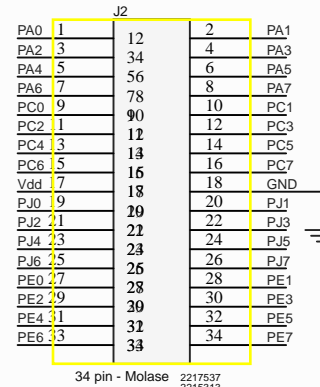 J2
PA0 1 12 2 PA1
PA2 3 34 4 PA3
PA4 5 56 6 PA5
PA6 7 78 8 PA7
PC0 9 10 PC1
PC2 11 12 PC3
PC4 13 14 PC5
PC6 15 16 PC7
Vdd 17 18 GND
PJ0 19 20 PJ1
PJ2 21 22 PJ3
PJ4 23 24 PJ5
PJ6 25 26 PJ7
PE0 27 28 PE1
PE2 29 30 PE3
PE4 31 32 PE5
PE6 33 34 PE7
34 pin - Molase 2217537